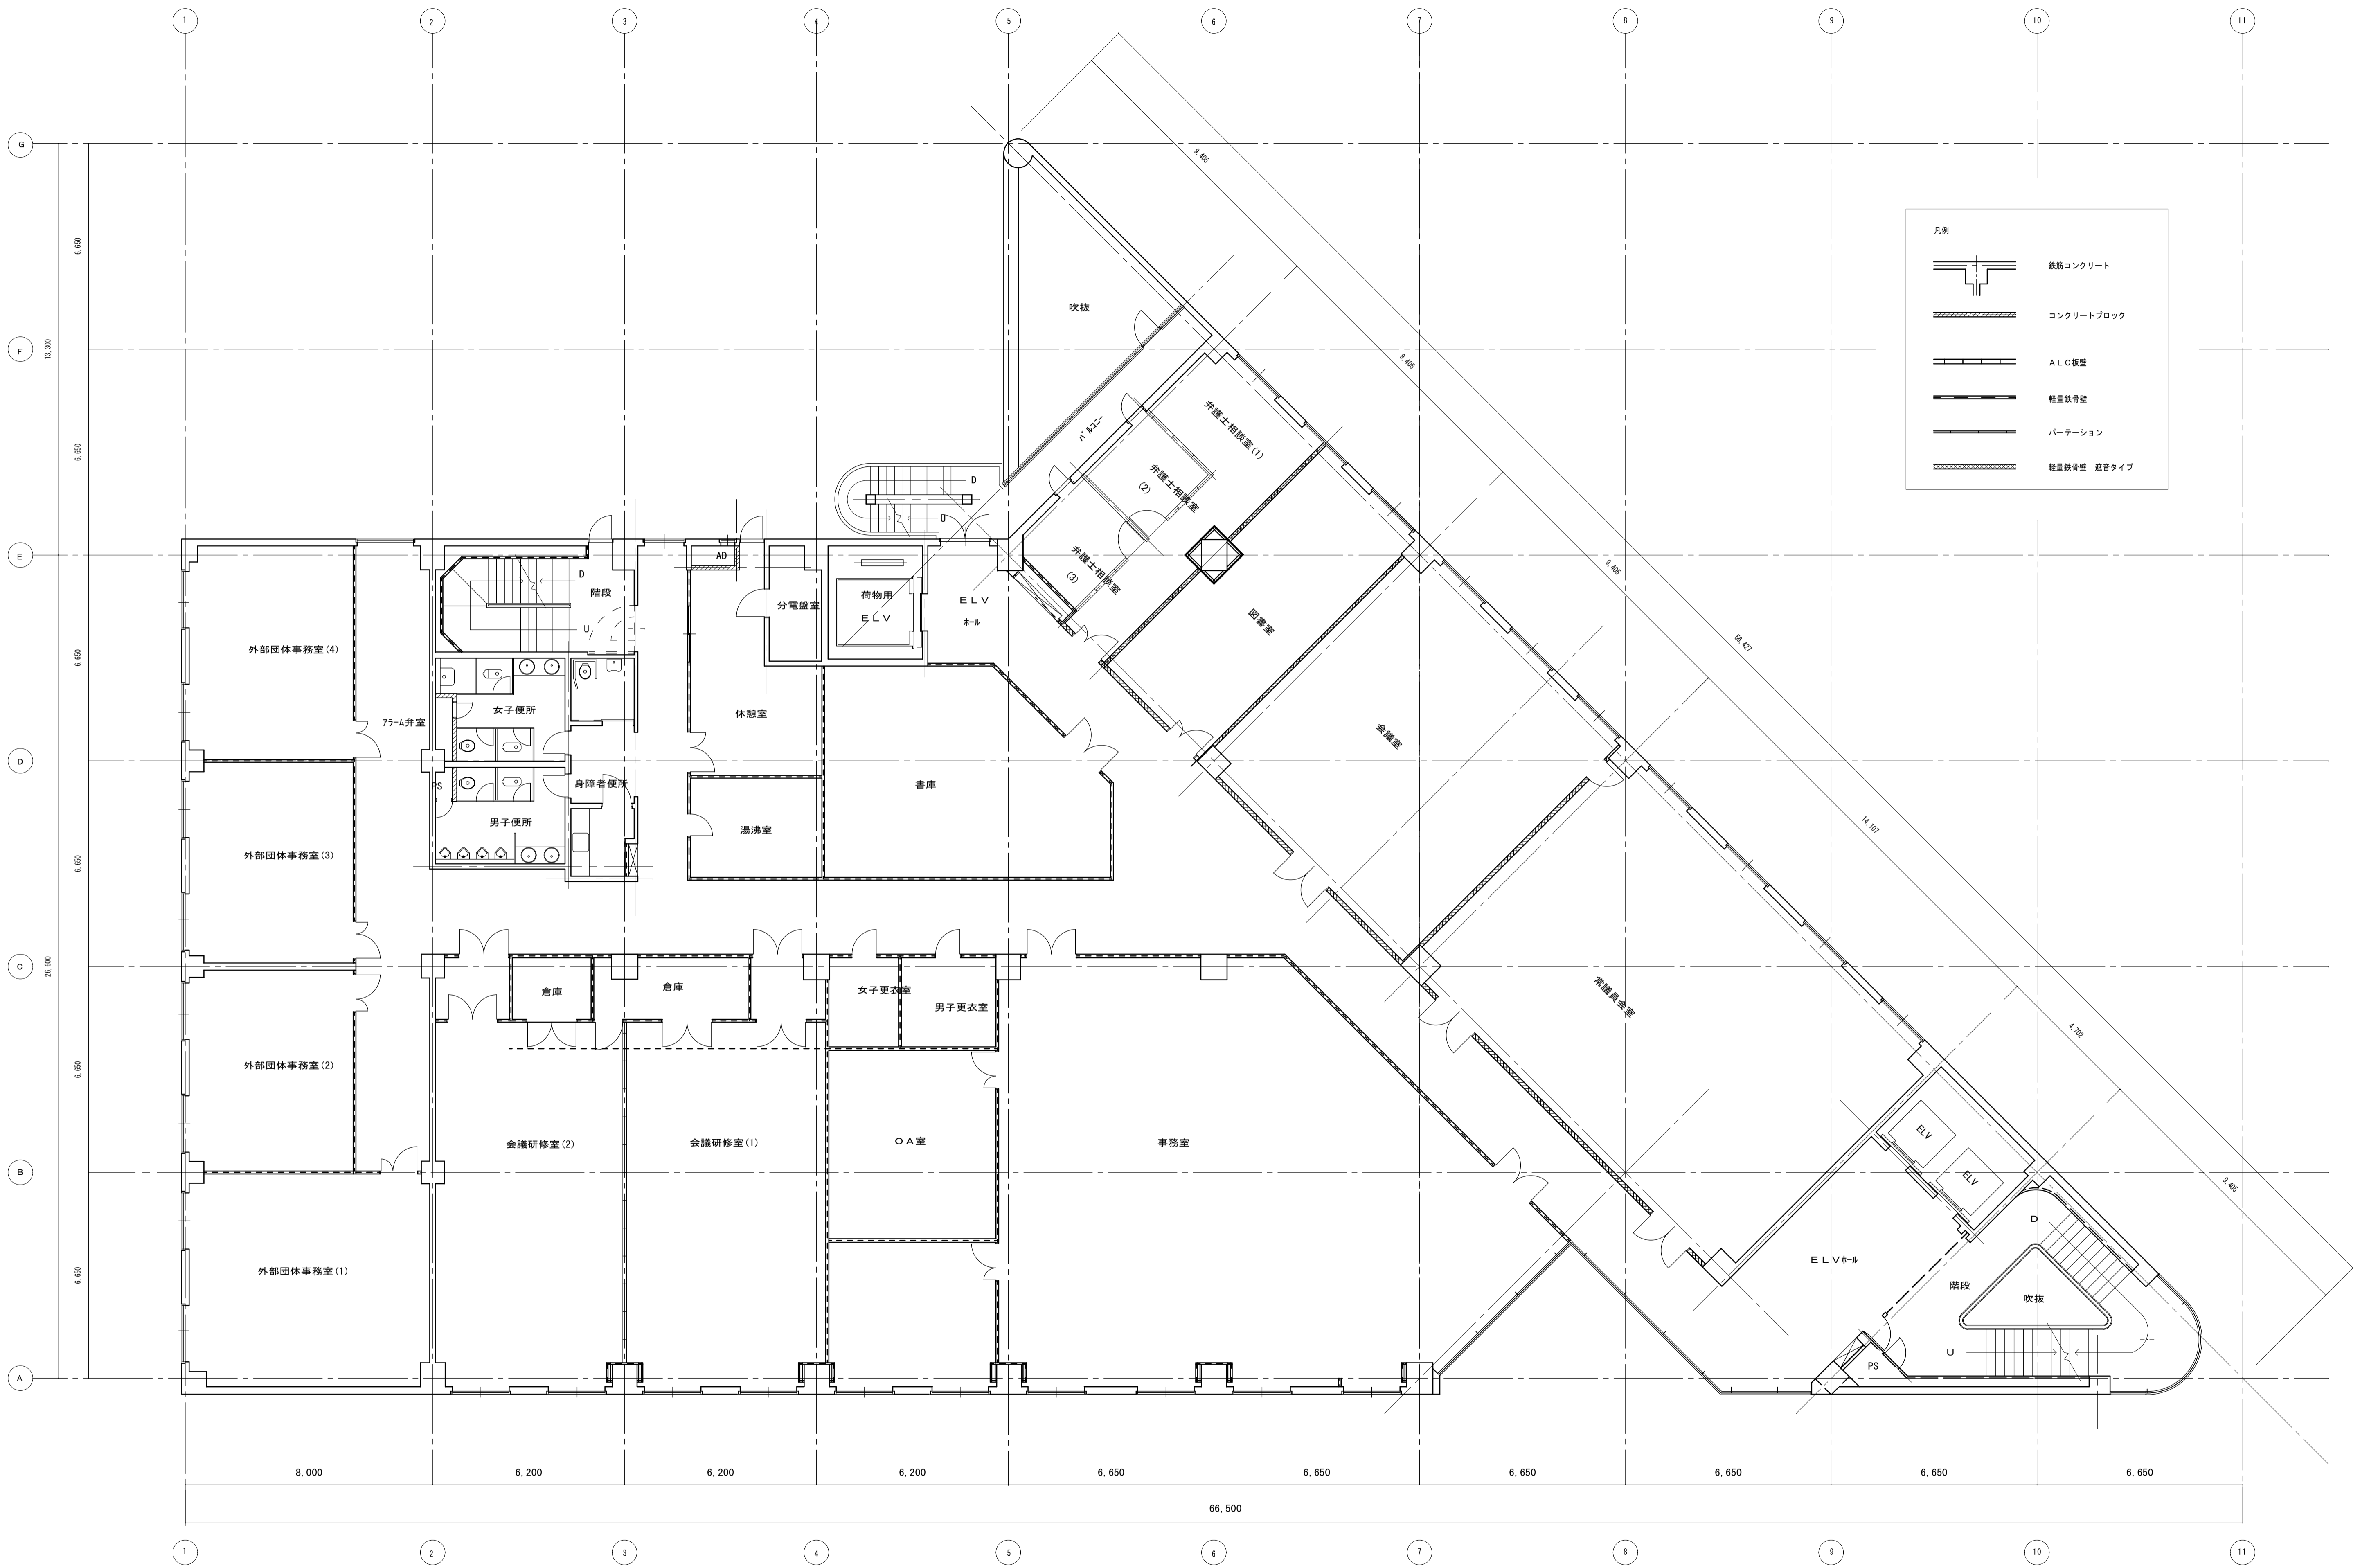 1
2
3
4
5
6
7
8
9
10
11
G
F
E
D
C
B
A
6,650
6,650
6,650
6,650
6,650
6,650
13,300
26,600
9,405
9,405
9,405
14,107
4,702
9,405
56,427
凡例
鉄筋コンクリート
コンクリートブロック
ALC板壁
軽量鉄骨壁
パーテーション
軽量鉄骨壁 遮音タイプ
吹抜
バルコニー
弁護士相談室(1)
弁護士相談室
(2)
弁護士相談室
(3)
D
U
AD
D
階段
U
分電盤室
荷物用
ELV
ELV
ホール
図書室
外部団体事務室(4)
アラーム弁室
女子便所
休憩室
会議室
PS
身障者便所
書庫
男子便所
湯沸室
外部団体事務室(3)
倉庫
倉庫
女子更衣室
男子更衣室
常議員会室
外部団体事務室(2)
会議研修室(2)
会議研修室(1)
OA室
事務室
ELV
ELV
D
外部団体事務室(1)
ELVホール
階段
吹抜
U
PS
8,000
6,200
6,200
6,200
6,650
6,650
6,650
6,650
6,650
6,650
66,500
1
2
3
4
5
6
7
8
9
10
11